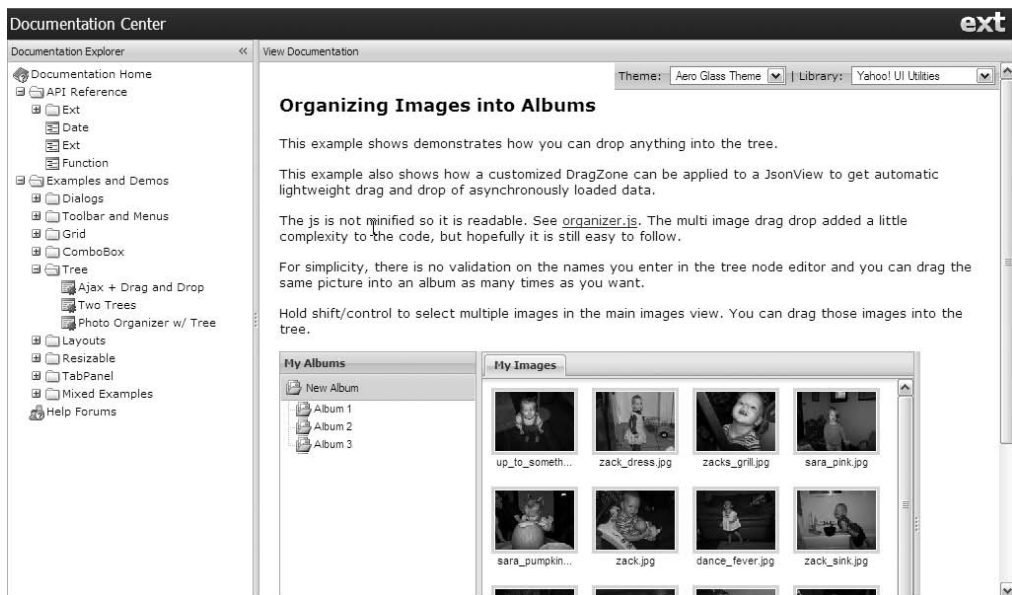 Documentation Center
ext
Documentation Explorer
View Documentation
Documentation Home
API Reference
Ext
Date
Ext
Function
Examples and Demos
Dialogs
Toolbar and Menus
Grid
ComboBox
Tree
Ajax + Drag and Drop
Two Trees
Photo Organizer w/ Tree
Layouts
Resizable
TabPanel
Mixed Examples
Help Forums
Theme: Aero Glass Theme | Library: Yahoo! UI Utilities
Organizing Images into Albums
This example shows demonstrates how you can drop anything into the tree.
This example also shows how a customized DragZone can be applied to a JsonView to get automatic
lightweight drag and drop of asynchronously loaded data.
The js is not minified so it is readable. See organizer.js. The multi image drag drop added a little
complexity to the code, but hopefully it is still easy to follow.
For simplicity, there is no validation on the names you enter in the tree node editor and you can drag the
same picture into an album as many times as you want.
Hold shift/control to select multiple images in the main images view. You can drag those images into the
tree.
My Albums
New Album
Album 1
Album 2
Album 3
My Images
up_to_someth...
zack_dress.jpg
zacks_grill.jpg
sara_pink.jpg
sara_pumpkin...
zack.jpg
dance_fever.jpg
zack_sink.jpg